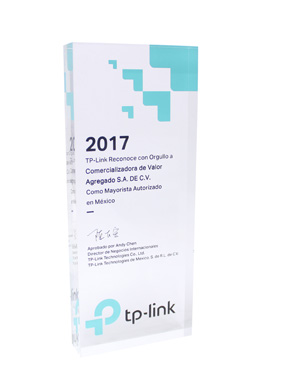 2017
TP-Link Reconoce con Orgullo a
Comercializadora de Valor
Agregado S.A. DE C.V.
Como Mayorista Autorizado
en México
Aprobado por Andy Chen
Director de Negocios Internacionales
TP-Link Technologies Co., Ltd.
TP-Link Technologies de México, S. de R.L. de C.V.
tp-link